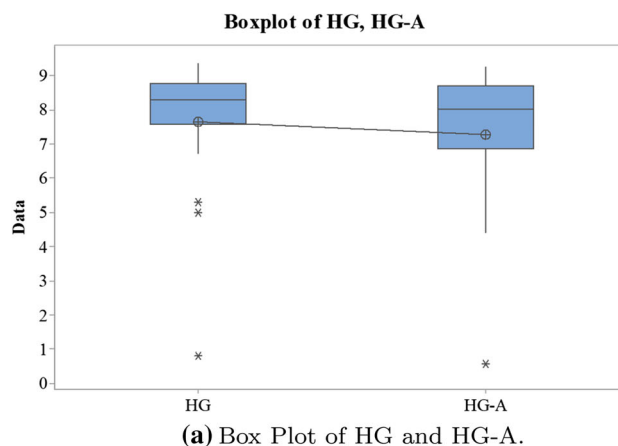 Boxplot of HG, HG-A
9
8
7
6
5
4
3
2
1
0
Data
HG HG-A
(a) Box Plot of HG and HG-A.